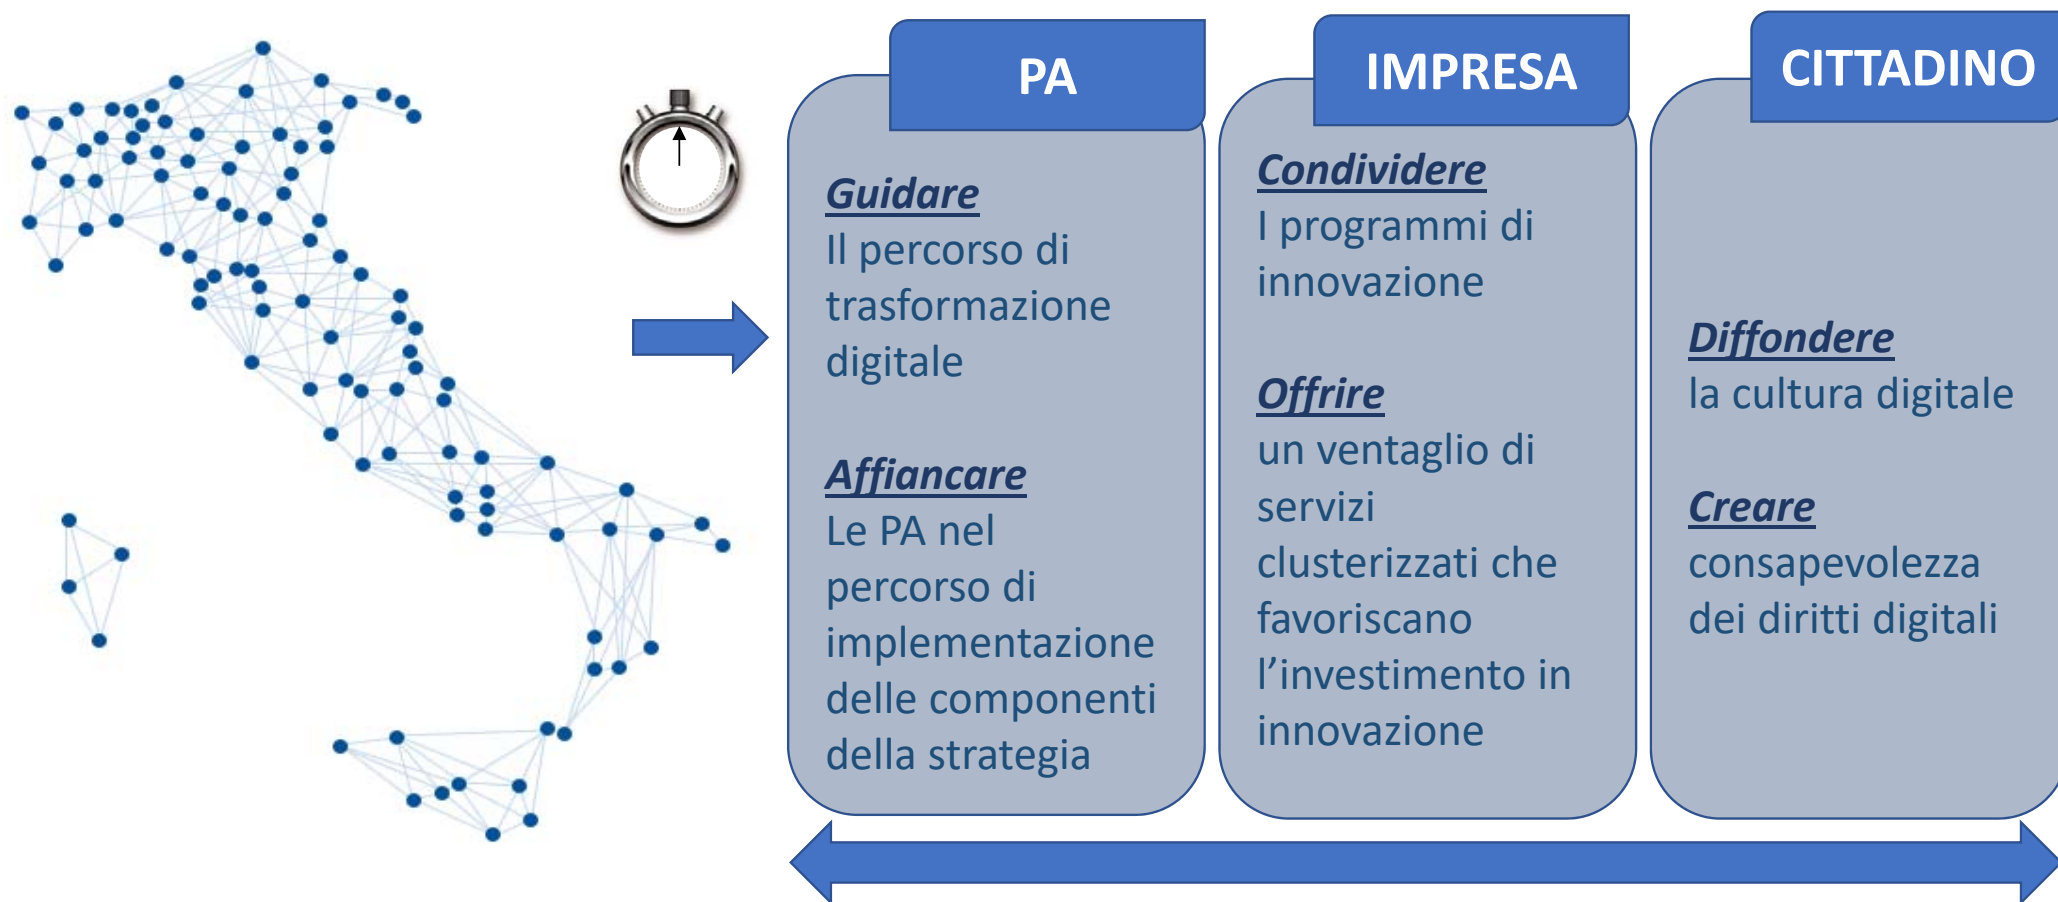 PA
Guidare
Il percorso di
trasformazione
digitale
Affiancare
Le PA nel
percorso di
implementazione
delle componenti
della strategia
IMPRESA
Condividere
I programmi di
innovazione
Offrire
un ventaglio di
servizi
clusterizzati che
favoriscano
l’investimento in
innovazione
CITTADINO
Diffondere
la cultura digitale
Creare
consapevolezza
dei diritti digitali